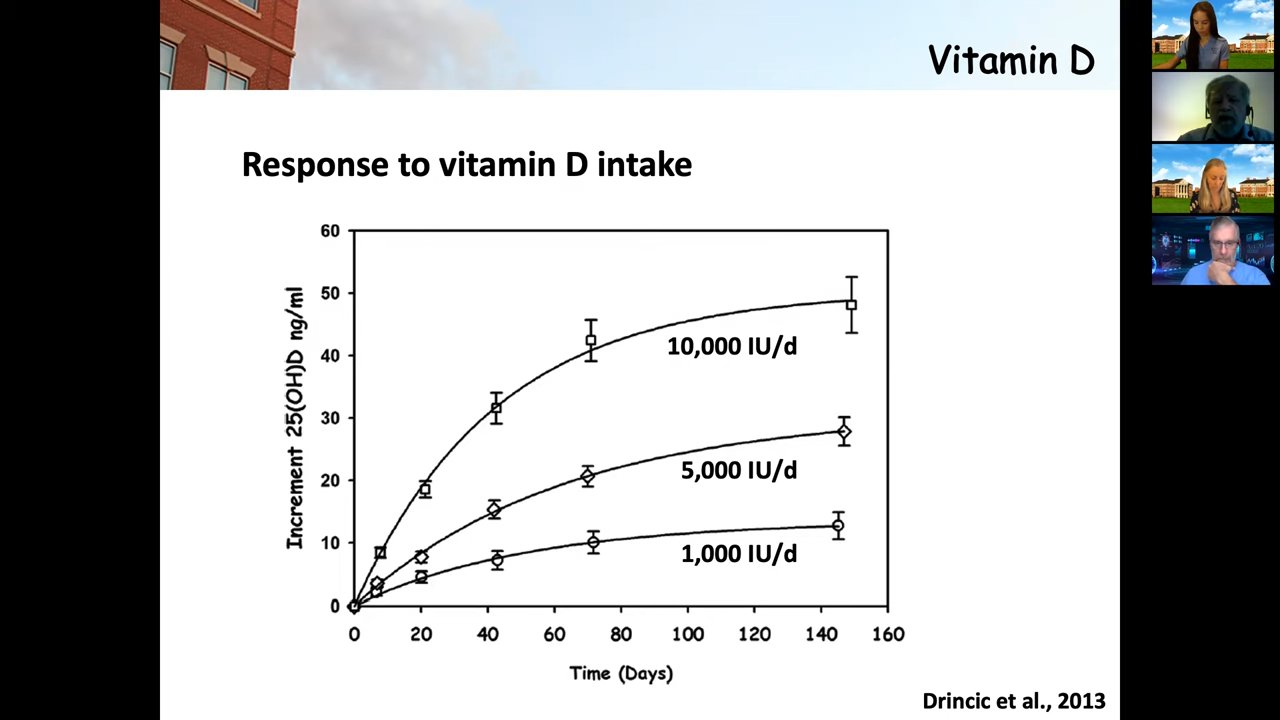 Vitamin D
Response to vitamin D intake
Increment 25(OH)D ng/ml
60
50
40
30
20
10
0
10,000 IU/d
5,000 IU/d
1,000 IU/d
0 20 40 60 80 100 120 140 160
Time (Days)
Drincic et al., 2013